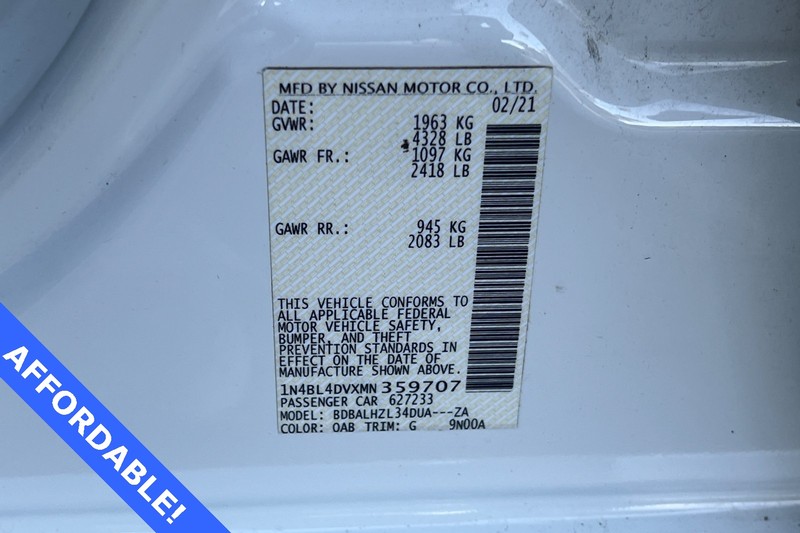 MFD BY NISSAN MOTOR CO., LTD.
DATE: 02/21
GVWR: 1963 KG
4328 LB
GAWR FR.: 1097 KG
2418 LB
GAWR RR.: 945 KG
2083 LB
THIS VEHICLE CONFORMS TO
ALL APPLICABLE FEDERAL
MOTOR VEHICLE SAFETY,
BUMPER, AND THEFT
PREVENTION STANDARDS IN
EFFECT ON THE DATE OF
MANUFACTURE SHOWN ABOVE.
1N4BL4DVXMN359707
PASSENGER CAR 627233
MODEL: BDBALHZL34DUA---ZA
COLOR: QAB TRIM: G 9N00A
AFFORDABLE!